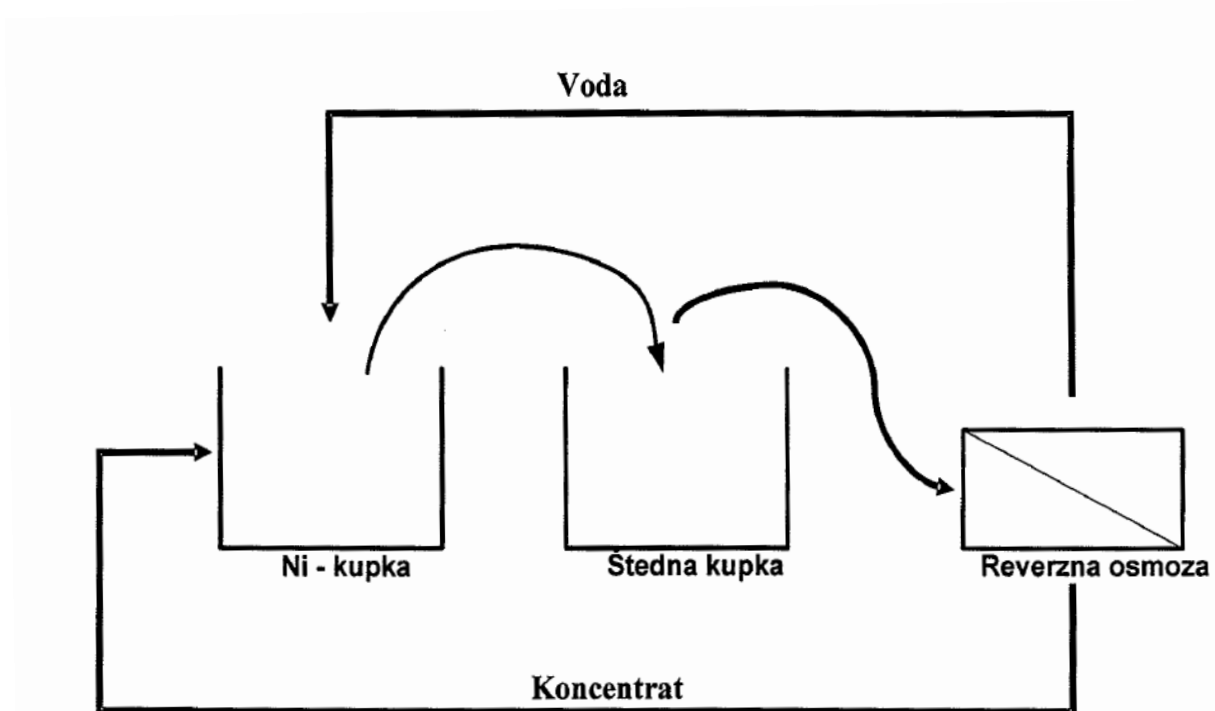 Voda
Ni - kupka
Štedna kupka
Reverzna osmoza
Koncentrat